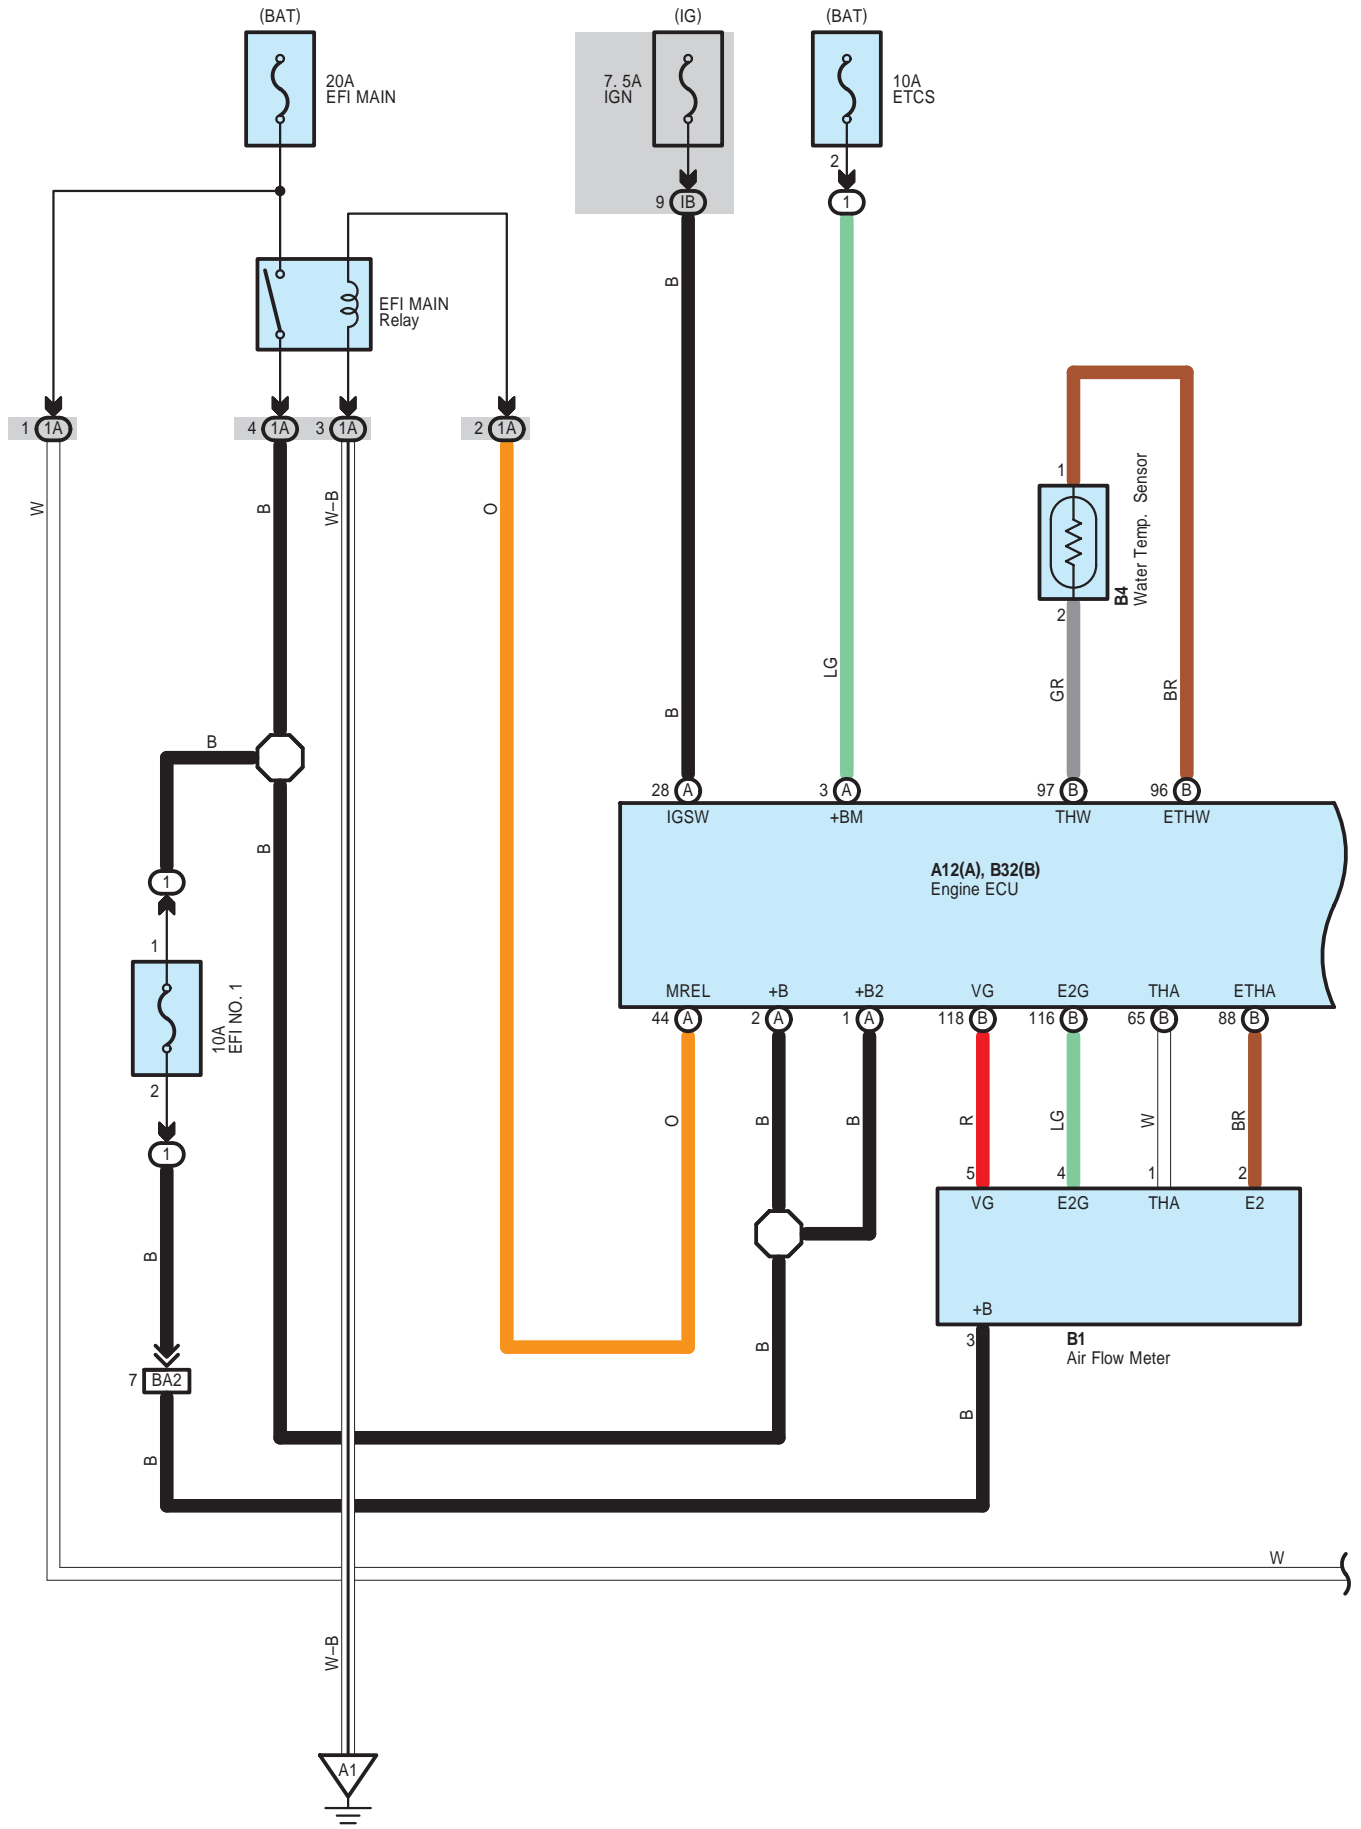 (BAT)
(IG)
(BAT)
20A
EFI MAIN
7. 5A
IGN
10A
ETCS
2
9 IB
1
B
EFI MAIN
Relay
1 1A
4 1A
3 1A
2 1A
W
B
W–B
O
1
B4
Water Temp. Sensor
2
LG
GR
BR
B
B
28 A
3 A
97 B
96 B
IGSW
+BM
THW
ETHW
B
A12(A), B32(B)
Engine ECU
1
1
10A
EFI NO. 1
2
1
MREL
+B
+B2
VG
E2G
THA
ETHA
44 A
2 A
1 A
118 B
116 B
65 B
88 B
O
B
B
R
LG
W
BR
5
4
1
2
VG
E2G
THA
E2
B
+B
3
B1
Air Flow Meter
B
7 BA2
B
B
W
W–B
A1